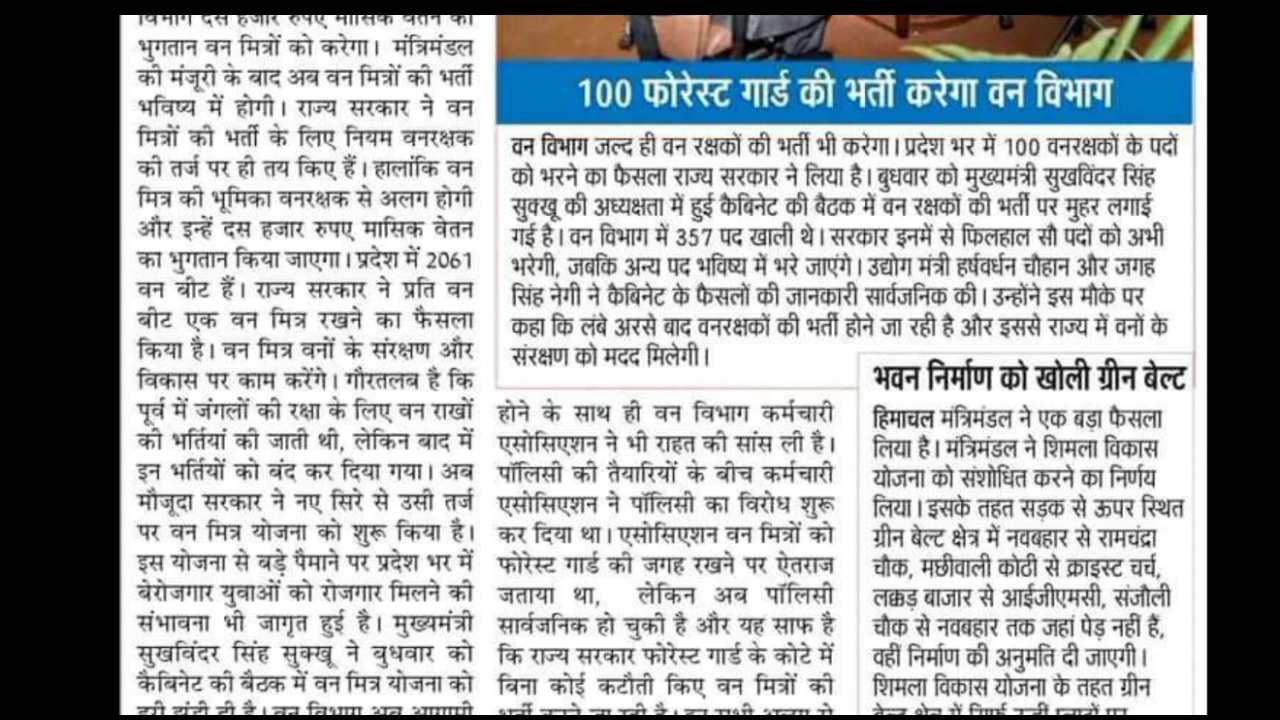 विभाग दस हजार रुपए मासिक वेतन का
भुगतान वन मित्रों को करेगा। मंत्रिमंडल
की मंजूरी के बाद अब वन मित्रों की भर्ती
भविष्य में होगी। राज्य सरकार ने वन
मित्रों की भर्ती के लिए नियम वनरक्षक
की तर्ज पर ही तय किए हैं। हालांकि वन
मित्र की भूमिका वनरक्षक से अलग होगी
और इन्हें दस हजार रुपए मासिक वेतन
का भुगतान किया जाएगा। प्रदेश में 2061
वन बीट हैं। राज्य सरकार ने प्रति वन
बीट एक वन मित्र रखने का फैसला
किया है। वन मित्र वनों के संरक्षण और
विकास पर काम करेंगे। गौरतलब है कि
पूर्व में जंगलों की रक्षा के लिए वन राखों
की भर्तियां की जाती थी, लेकिन बाद में
इन भर्तियों को बंद कर दिया गया। अब
मौजूदा सरकार ने नए सिरे से उसी तर्ज
पर वन मित्र योजना को शुरू किया है।
इस योजना से बड़े पैमाने पर प्रदेश भर में
बेरोजगार युवाओं को रोजगार मिलने की
संभावना भी जागृत हुई है। मुख्यमंत्री
सुखविंदर सिंह सुक्खू ने बुधवार को
कैबिनेट की बैठक में वन मित्र योजना को
हरी झंडी दी है। वन विभाग अब आगामी
100 फोरेस्ट गार्ड की भर्ती करेगा वन विभाग
वन विभाग जल्द ही वन रक्षकों की भर्ती भी करेगा। प्रदेश भर में 100 वनरक्षकों के पदों
को भरने का फैसला राज्य सरकार ने लिया है। बुधवार को मुख्यमंत्री सुखविंदर सिंह
सुक्खू की अध्यक्षता में हुई कैबिनेट की बैठक में वन रक्षकों की भर्ती पर मुहर लगाई
गई है। वन विभाग में 357 पद खाली थे। सरकार इनमें से फिलहाल सौ पदों को अभी
भरेगी, जबकि अन्य पद भविष्य में भरे जाएंगे। उद्योग मंत्री हर्षवर्धन चौहान और जगह
सिंह नेगी ने कैबिनेट के फैसलों की जानकारी सार्वजनिक की। उन्होंने इस मौके पर
कहा कि लंबे अरसे बाद वनरक्षकों की भर्ती होने जा रही है और इससे राज्य में वनों के
संरक्षण को मदद मिलेगी।
होने के साथ ही वन विभाग कर्मचारी
एसोसिएशन ने भी राहत की सांस ली है।
पॉलिसी की तैयारियों के बीच कर्मचारी
एसोसिएशन ने पॉलिसी का विरोध शुरू
कर दिया था। एसोसिएशन वन मित्रों को
फोरेस्ट गार्ड की जगह रखने पर ऐतराज
जताया था, लेकिन अब पॉलिसी
सार्वजनिक हो चुकी है और यह साफ है
कि राज्य सरकार फोरेस्ट गार्ड के कोटे में
बिना कोई कटौती किए वन मित्रों की
भर्ती करने जा रही है।
भवन निर्माण को खोली ग्रीन बेल्ट
हिमाचल मंत्रिमंडल ने एक बड़ा फैसला
लिया है। मंत्रिमंडल ने शिमला विकास
योजना को संशोधित करने का निर्णय
लिया। इसके तहत सड़क से ऊपर स्थित
ग्रीन बेल्ट क्षेत्र में नवबहार से रामचंद्रा
चौक, मछीवाली कोठी से क्राइस्ट चर्च,
लक्कड़ बाजार से आईजीएमसी, संजौली
चौक से नवबहार तक जहां पेड़ नहीं हैं,
वहीं निर्माण की अनुमति दी जाएगी।
शिमला विकास योजना के तहत ग्रीन
बेल्ट क्षेत्र में सिर्फ उन्हीं प्लाटों पर